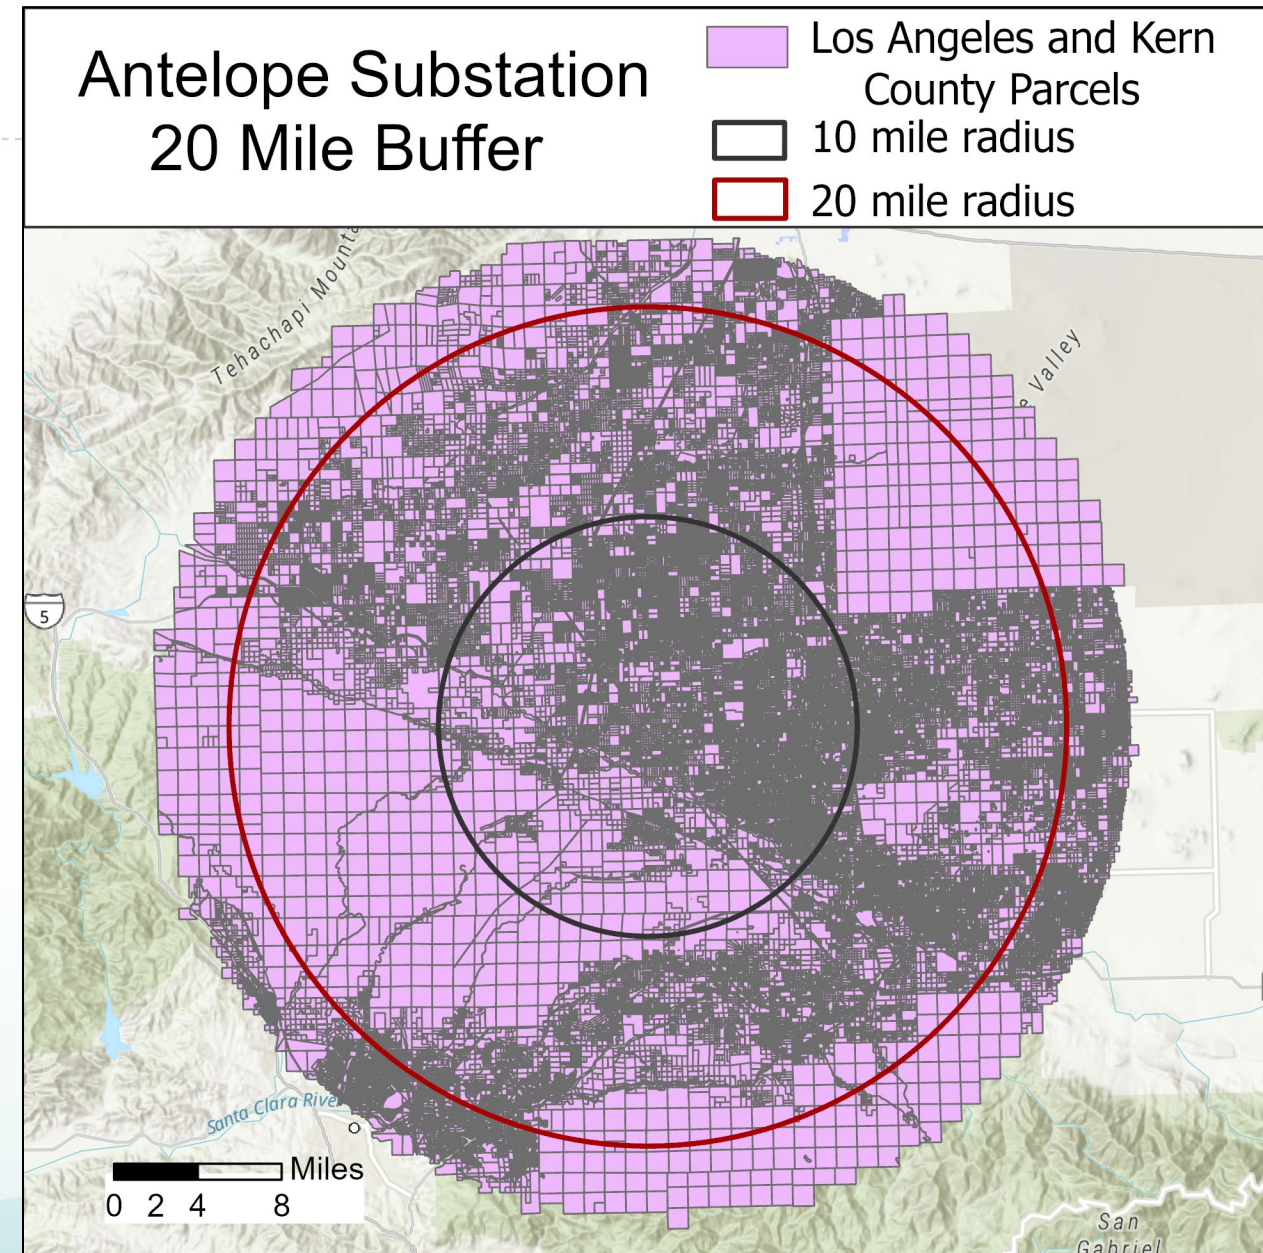 Antelope Substation
20 Mile Buffer
Los Angeles and Kern
County Parcels
10 mile radius
20 mile radius
Tehachapi Mounta
e Valley
5
Santa Clara River
Miles
0 2 4 8
San
Gabriel